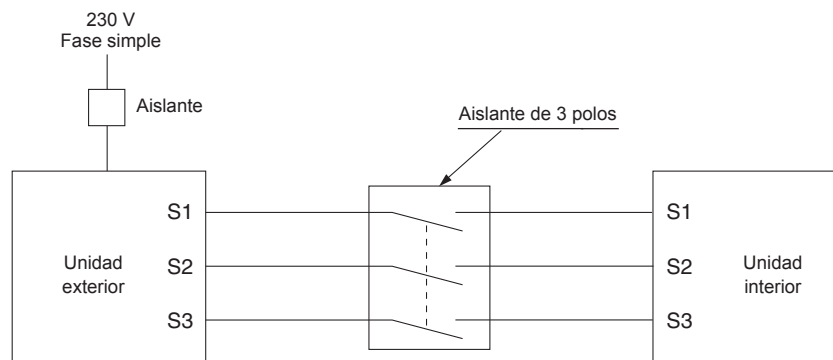 230 V
Fase simple
Aislante
Aislante de 3 polos
S1
S1
Unidad
exterior
S2
S2
Unidad
interior
S3
S3